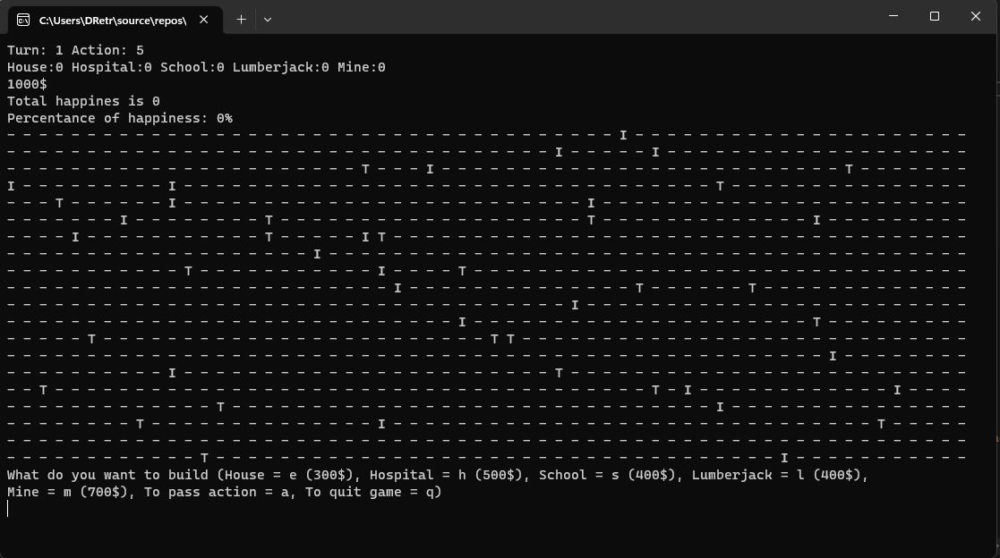 C:\Users\DRetr\source\repos\
Turn: 1 Action: 5
House:0 Hospital:0 School:0 Lumberjack:0 Mine:0
1000$
Total happines is 0
Percentance of happiness: 0%
- - - - - - - - - - - - - - - - - - - - - - - - - - - - - - - - - - - - - - I - - - - - - - - - - - - - - - - - - - - -
- - - - - - - - - - - - - - - - - - - - - - - - - - - - - - - - - - I - - - - - I - - - - - - - - - - - - - - - - - - -
- - - - - - - - - - - - - - - - - - - - - - T - - - I - - - - - - - - - - - - - - - - - - - - - - - - - T - - - - - - -
I - - - - - - - - - I - - - - - - - - - - - - - - - - - - - - - - - - - - - - - - - - - T - - - - - - - - - - - - - - -
- - - T - - - - - - I - - - - - - - - - - - - - - - - - - - - - - - - - I - - - - - - - - - - - - - - - - - - - - - - -
- - - - - - - I - - - - - - - - T - - - - - - - - - - - - - - - - - - - T - - - - - - - - - - - - - I - - - - - - - - -
- - - - I - - - - - - - - - - - T - - - - - I T - - - - - - - - - - - - - - - - - - - - - - - - - - - - - - - - - - - -
- - - - - - - - - - - - - - - - - - - I - - - - - - - - - - - - - - - - - - - - - - - - - - - - - - - - - - - - - - - -
- - - - - - - - - - - T - - - - - - - - - - - I - - - - T - - - - - - - - - - - - - - - - - - - - - - - - - - - - - - -
- - - - - - - - - - - - - - - - - - - - - - - - I - - - - - - - - - - - - - - T - - - - - - T - - - - - - - - - - - - -
- - - - - - - - - - - - - - - - - - - - - - - - - - - - - - - - - - - I - - - - - - - - - - - - - - - - - - - - - - - -
- - - - - - - - - - - - - - - - - - - - - - - - - - - - I - - - - - - - - - - - - - - - - - - - - - T - - - - - - - - -
- - - - - T - - - - - - - - - - - - - - - - - - - - - - - - T T - - - - - - - - - - - - - - - - - - - - - - - - - - - -
- - - - - - - - - - - - - - - - - - - - - - - - - - - - - - - - - - - - - - - - - - - - - - - - - - - I - - - - - - - -
- - - - - - - - - - I - - - - - - - - - - - - - - - - - - - - - - - T - - - - - - - - - - - - - - - - - - - - - - - - -
- - T - - - - - - - - - - - - - - - - - - - - - - - - - - - - - - - - - - - - - T - I - - - - - - - - - - - - I - - - -
- - - - - - - - - - - - - T - - - - - - - - - - - - - - - - - - - - - - - - - - - - - - I - - - - - - - - - - - - - - -
- - - - - - - - T - - - - - - - - - - - - - - I - - - - - - - - - - - - - - - - - - - - - - - - - - - - - - T - - - - -
- - - - - - - - - - - - - - - - - - - - - - - - - - - - - - - - - - - - - - - - - - - - - - - - - - - - - - - - - - - -
- - - - - - - - - - - - T - - - - - - - - - - - - - - - - - - - - - - - - - - - - - - - - - - - I - - - - - - - - - - -
What do you want to build (House = e (300$), Hospital = h (500$), School = s (400$), Lumberjack = l (400$),
Mine = m (700$), To pass action = a, To quit game = q)